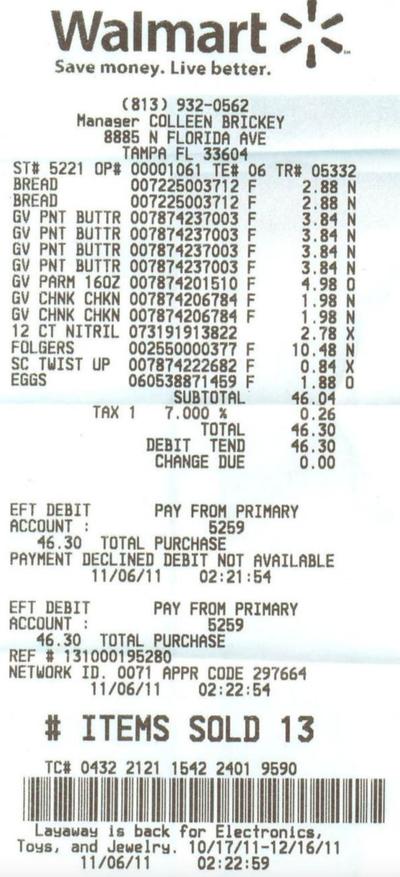 Walmart
Save money. Live better.
(813) 932-0562
Manager COLLEEN BRICKEY
8885 N FLORIDA AVE
TAMPA FL 33604
ST# 5221 OP# 00001061 TE# 06 TR# 05332
BREAD 007225003712 F 2.88 N
BREAD 007225003712 F 2.88 N
GV PNT BUTTR 007874237003 F 3.84 N
GV PNT BUTTR 007874237003 F 3.84 N
GV PNT BUTTR 007874237003 F 3.84 N
GV PNT BUTTR 007874237003 F 3.84 N
GV PARM 16OZ 007874201510 F 4.98 O
GV CHNK CHKN 007874206784 F 1.98 N
GV CHNK CHKN 007874206784 F 1.98 N
12 CT NITRIL 073191913822 2.78 X
FOLGERS 002550000377 F 10.48 N
SC TWIST UP 007874222682 F 0.84 X
EGGS 060538871459 F 1.88 O
SUBTOTAL 46.04
TAX 1 7.000 % 0.26
TOTAL 46.30
DEBIT TEND 46.30
CHANGE DUE 0.00
EFT DEBIT PAY FROM PRIMARY
ACCOUNT : 5259
46.30 TOTAL PURCHASE
PAYMENT DECLINED DEBIT NOT AVAILABLE
11/06/11 02:21:54
EFT DEBIT PAY FROM PRIMARY
ACCOUNT : 5259
46.30 TOTAL PURCHASE
REF # 131000195280
NETWORK ID. 0071 APPR CODE 297664
11/06/11 02:22:54
# ITEMS SOLD 13
TC# 0432 2121 1542 2401 9590
Layaway is back for Electronics,
Toys, and Jewelry. 10/17/11-12/16/11
11/06/11 02:22:59